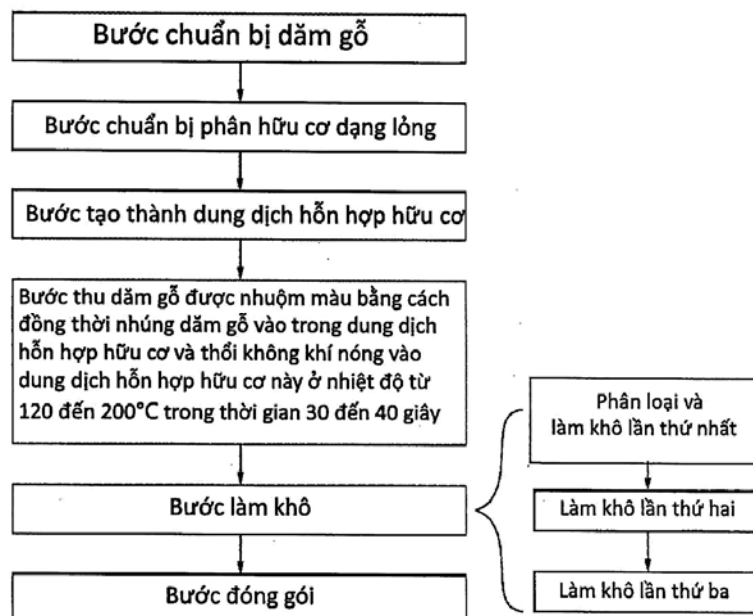 Bước chuẩn bị dăm gỗ
Bước chuẩn bị phân hữu cơ dạng lỏng
Bước tạo thành dung dịch hỗn hợp hữu cơ
Bước thu dăm gỗ được nhuộm màu bằng cách
đồng thời nhúng dăm gỗ vào trong dung dịch
hỗn hợp hữu cơ và thổi không khí nóng vào
dung dịch hỗn hợp hữu cơ này ở nhiệt độ từ
120 đến 200°C trong thời gian 30 đến 40 giây
Bước làm khô
Bước đóng gói
Phân loại và
làm khô lần thứ nhất
Làm khô lần thứ hai
Làm khô lần thứ ba